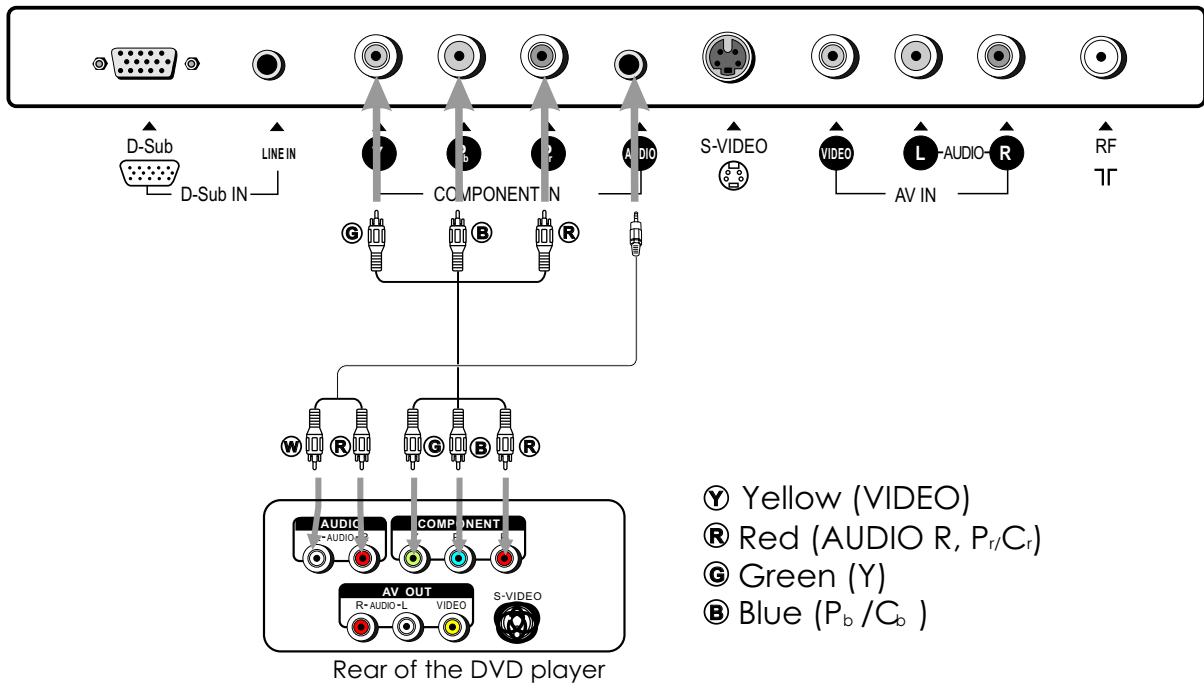 D-Sub
LINE IN
D-Sub IN
AUDIO
COMPONENT IN
S-VIDEO
VIDEO
L
-AUDIO-
R
AV IN
RF
G
B
R
W
R
G
B
R
AUDIO
COMPONENT
AV OUT
R-AUDIO-L
VIDEO
S-VIDEO
Rear of the DVD player
Y Yellow (VIDEO)
R Red (AUDIO R, Pr/Cr)
G Green (Y)
B Blue (Pb/Cb)